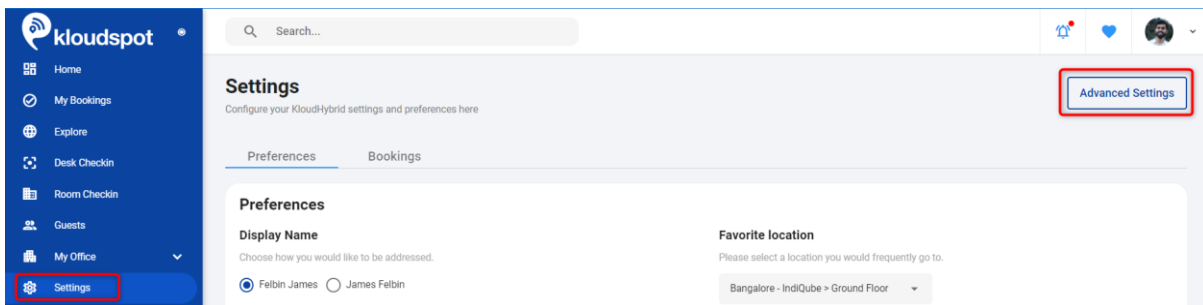 kloudspot
Search...
Home
My Bookings
Explore
Desk Checkin
Room Checkin
Guests
My Office
Settings
Settings
Configure your KloudHybrid settings and preferences here
Advanced Settings
Preferences Bookings
Preferences
Display Name
Choose how you would like to be addressed.
Felbin James James Felbin
Favorite location
Please select a location you would frequently go to.
Bangalore - IndiQube > Ground Floor